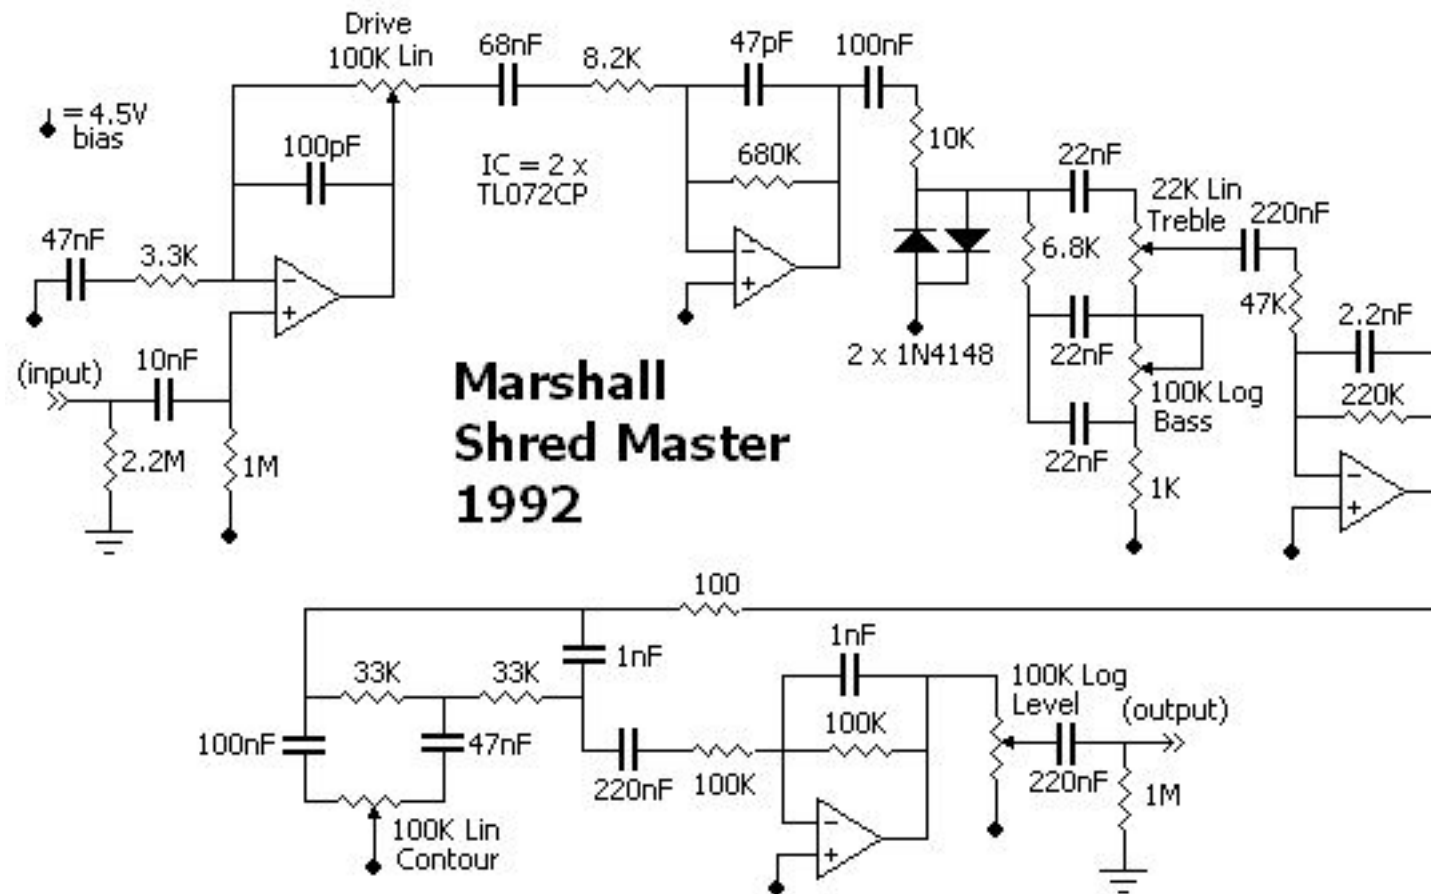 Drive
100K Lin
68nF
8.2K
47pF
100nF
= 4.5V
bias
100pF
IC = 2 x
TL072CP
680K
10K
22nF
22K Lin
Treble
220nF
47nF
3.3K
6.8K
47K
2.2nF
−
+
−
+
(input)
10nF
2 x 1N4148
22nF
100K Log
Bass
220K
2.2M
1M
22nF
1K
−
+
Marshall
Shred Master
1992
100
33K
33K
1nF
1nF
100K Log
Level
(output)
100nF
47nF
100K
220nF
100K
220nF
1M
100K Lin
Contour
−
+